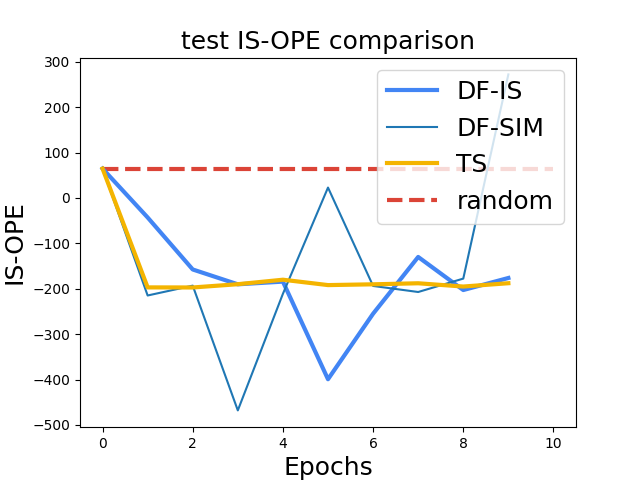 test IS-OPE comparison
300
200
100
0
−100
−200
−300
−400
−500
IS-OPE
DF-IS
DF-SIM
TS
random
0 2 4 6 8 10
Epochs